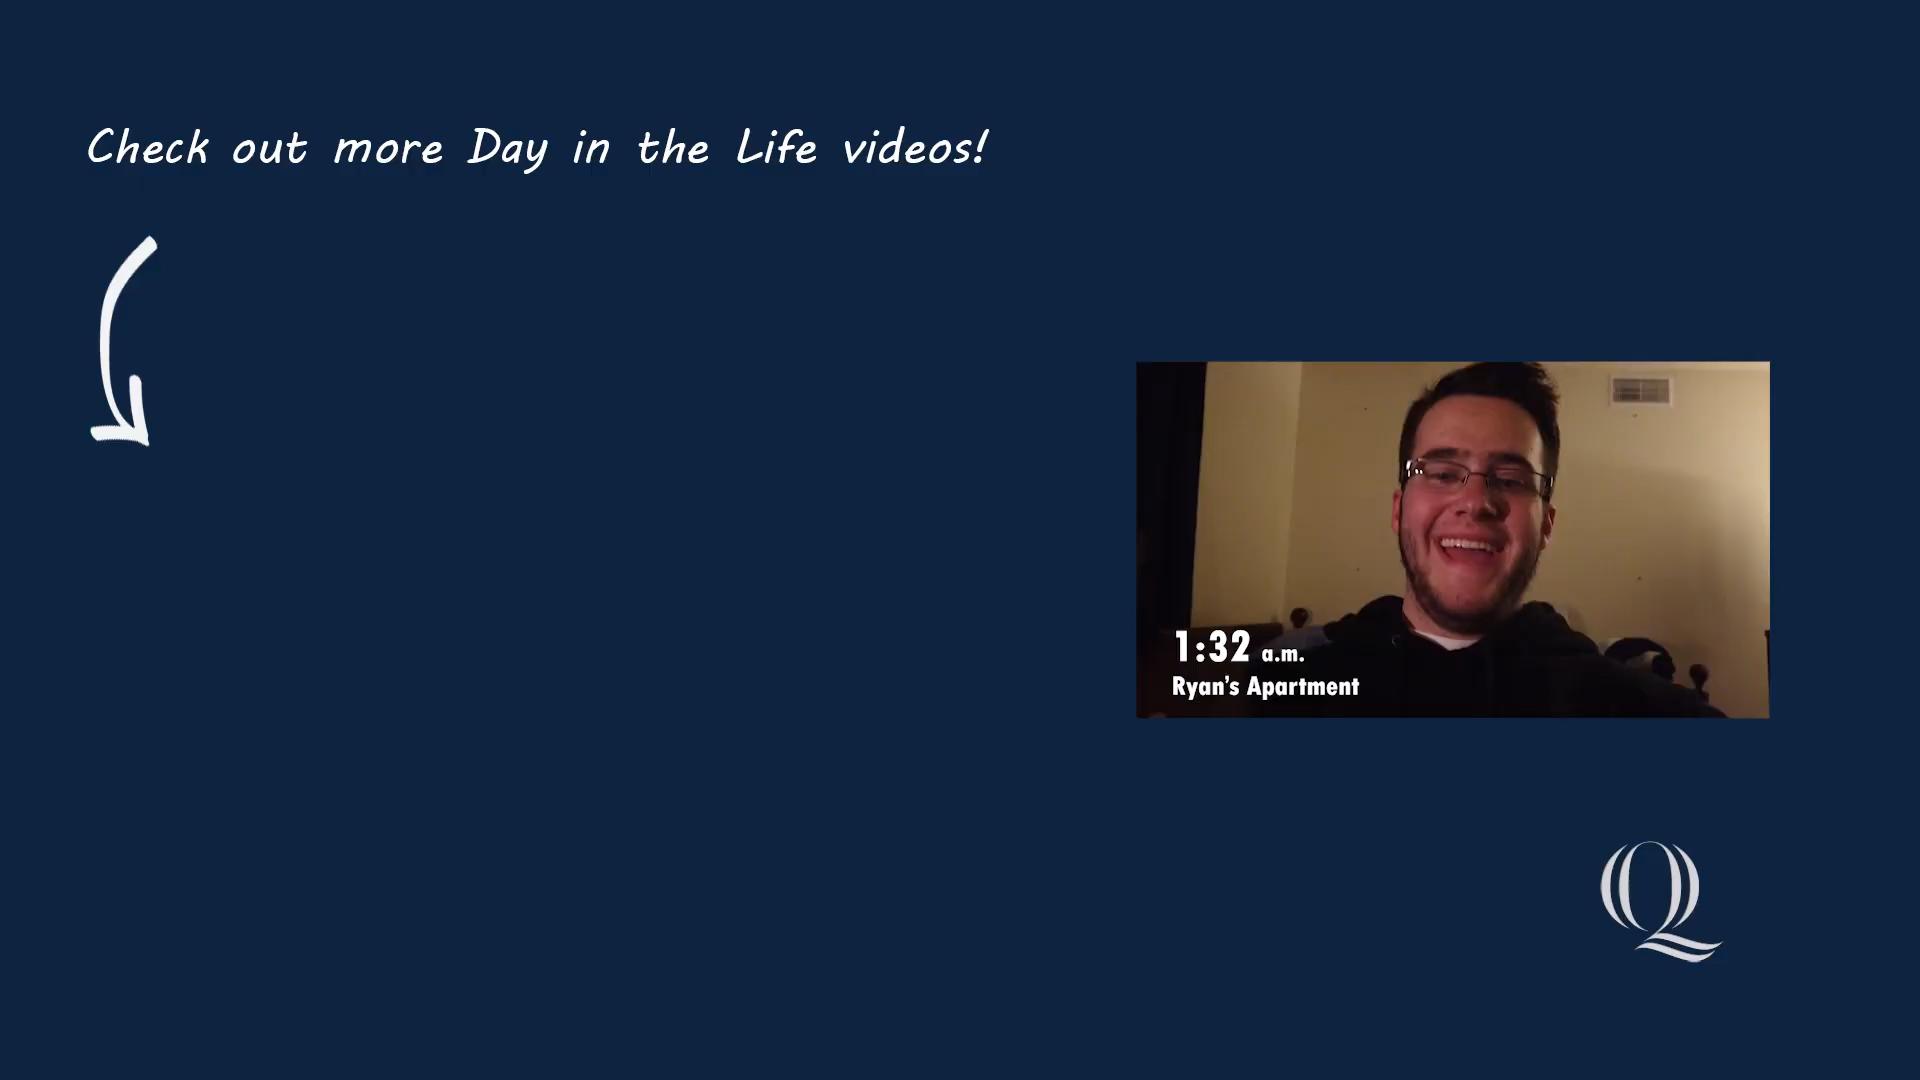 Check out more Day in the Life videos!
1:32 a.m.
Ryan's Apartment
Q